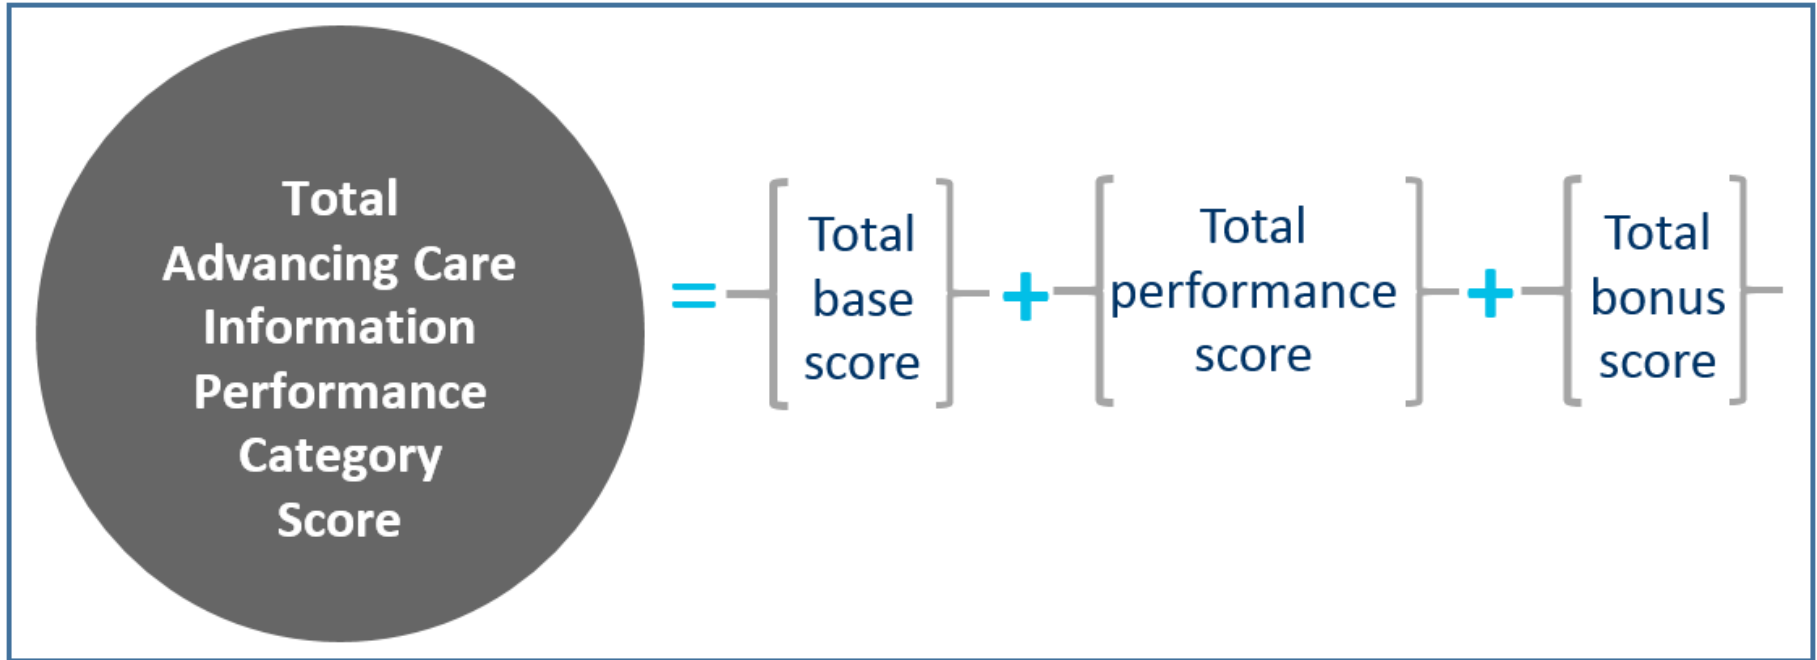 Total
Advancing Care
Information
Performance
Category
Score
=
Total
base
score
+
Total
performance
score
+
Total
bonus
score